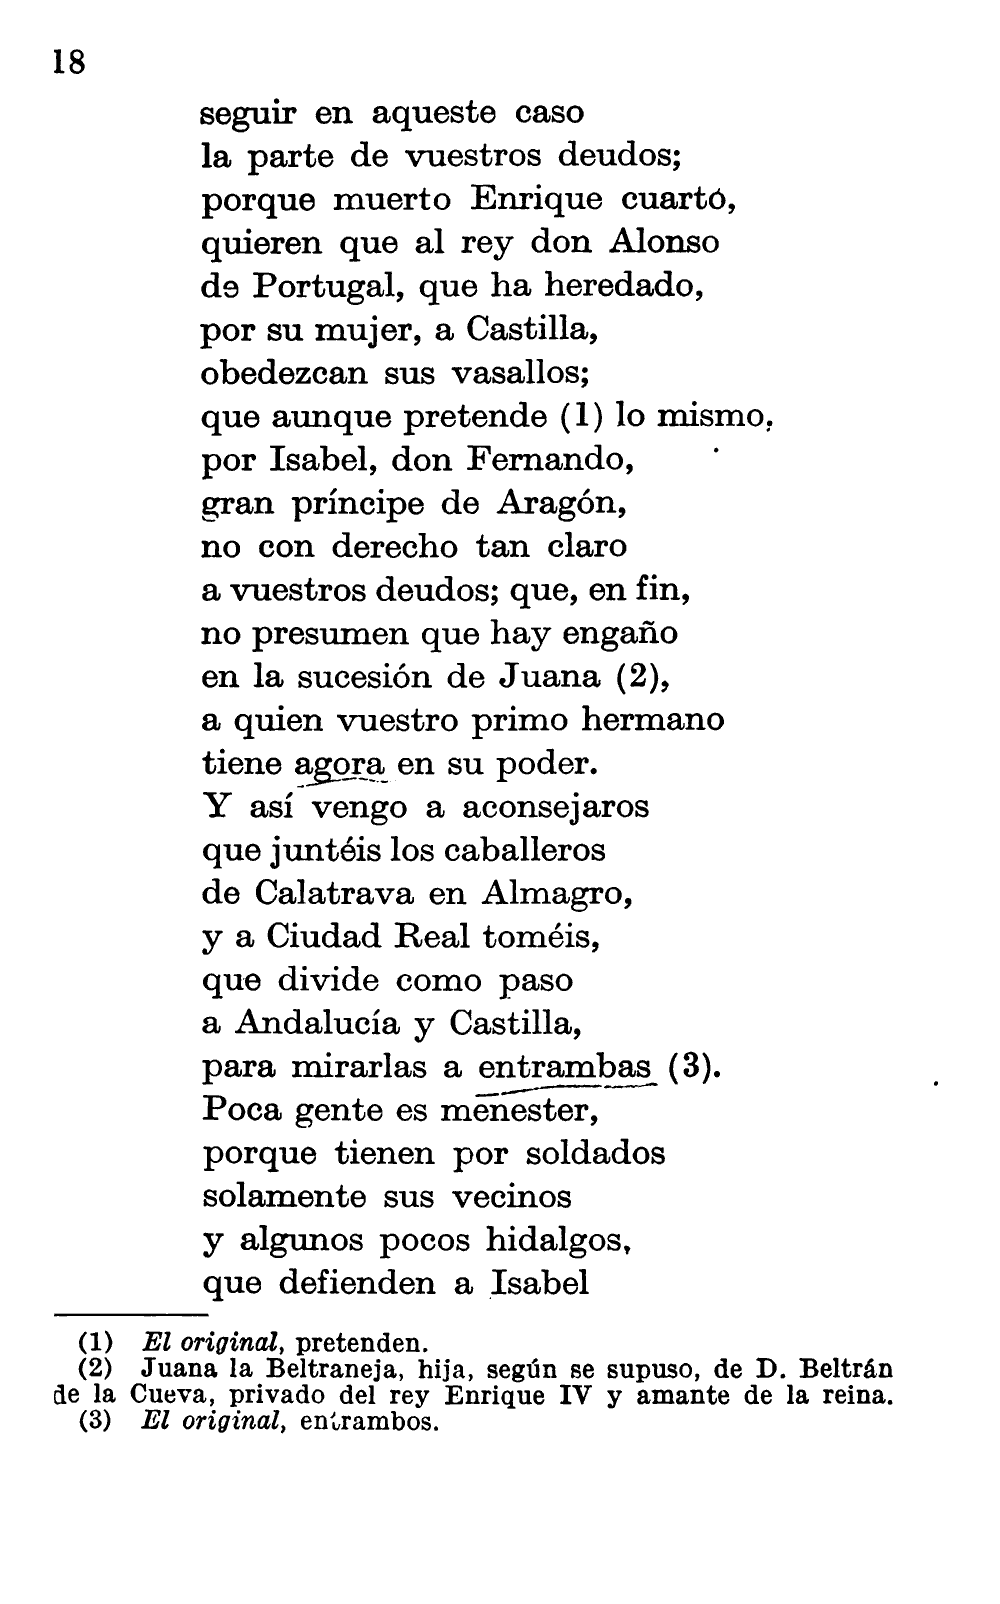 18
seguir en aqueste caso
la parte de vuestros deudos;
porque muerto Enrique cuarto,
quieren que al rey don Alonso
de Portugal, que ha heredado,
por su mujer, a Castilla,
obedezcan sus vasallos;
que aunque pretende (1) lo mismo,
por Isabel, don Fernando,
gran príncipe de Aragón,
no con derecho tan claro
a vuestros deudos; que, en fin,
no presumen que hay engaño
en la sucesión de Juana (2),
a quien vuestro primo hermano
tiene agora en su poder.
Y así vengo a aconsejaros
que juntéis los caballeros
de Calatrava en Almagro,
y a Ciudad Real toméis,
que divide como paso
a Andalucía y Castilla,
para mirarlas a entrambas (3).
Poca gente es menester,
porque tienen por soldados
solamente sus vecinos
y algunos pocos hidalgos,
que defienden a Isabel
(1) El original, pretenden.
(2) Juana la Beltraneja, hija, según se supuso, de D. Beltrán
de la Cueva, privado del rey Enrique IV y amante de la reina.
(3) El original, entrambos.